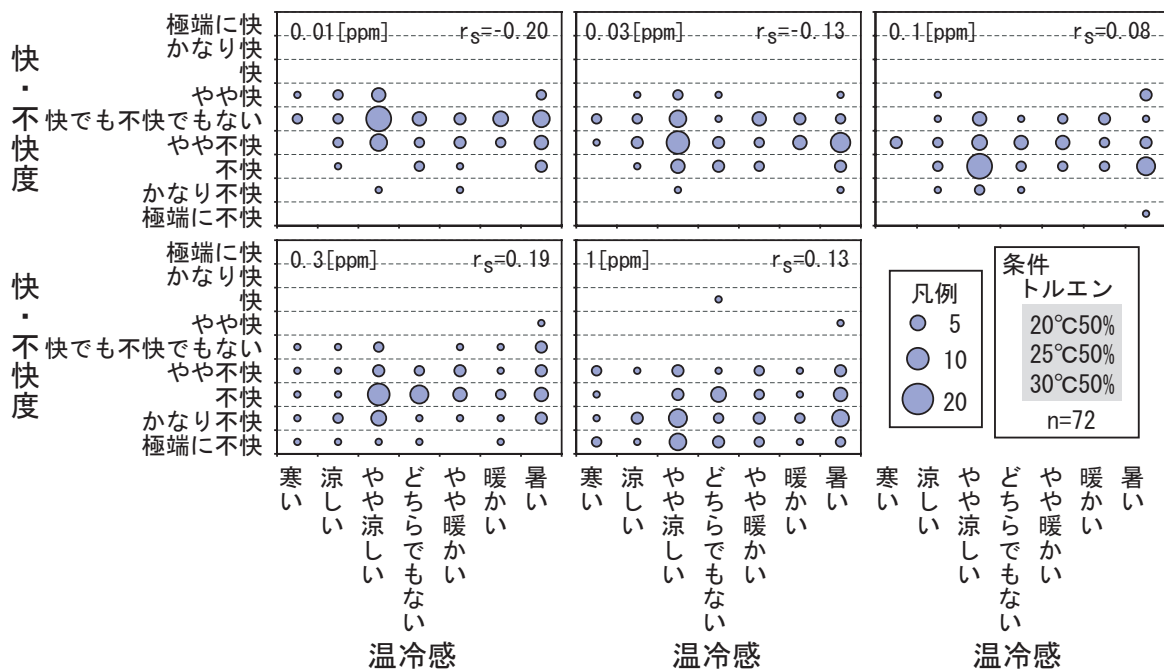 快・不快度
極端に快
かなり快
快
やや快
快でも不快でもない
やや不快
不快
かなり不快
極端に不快
0.01[ppm] rs=-0.20
0.03[ppm] rs=-0.13
0.1[ppm] rs=0.08
快・不快度
極端に快
かなり快
快
やや快
快でも不快でもない
やや不快
不快
かなり不快
極端に不快
0.3[ppm] rs=0.19
1[ppm] rs=0.13
凡例
5
10
20
条件
トルエン
20℃50%
25℃50%
30℃50%
n=72
寒い
涼しい
やや涼しい
どちらでもない
やや暖かい
暖かい
暑い
温冷感
寒い
涼しい
やや涼しい
どちらでもない
やや暖かい
暖かい
暑い
温冷感
寒い
涼しい
やや涼しい
どちらでもない
やや暖かい
暖かい
暑い
温冷感